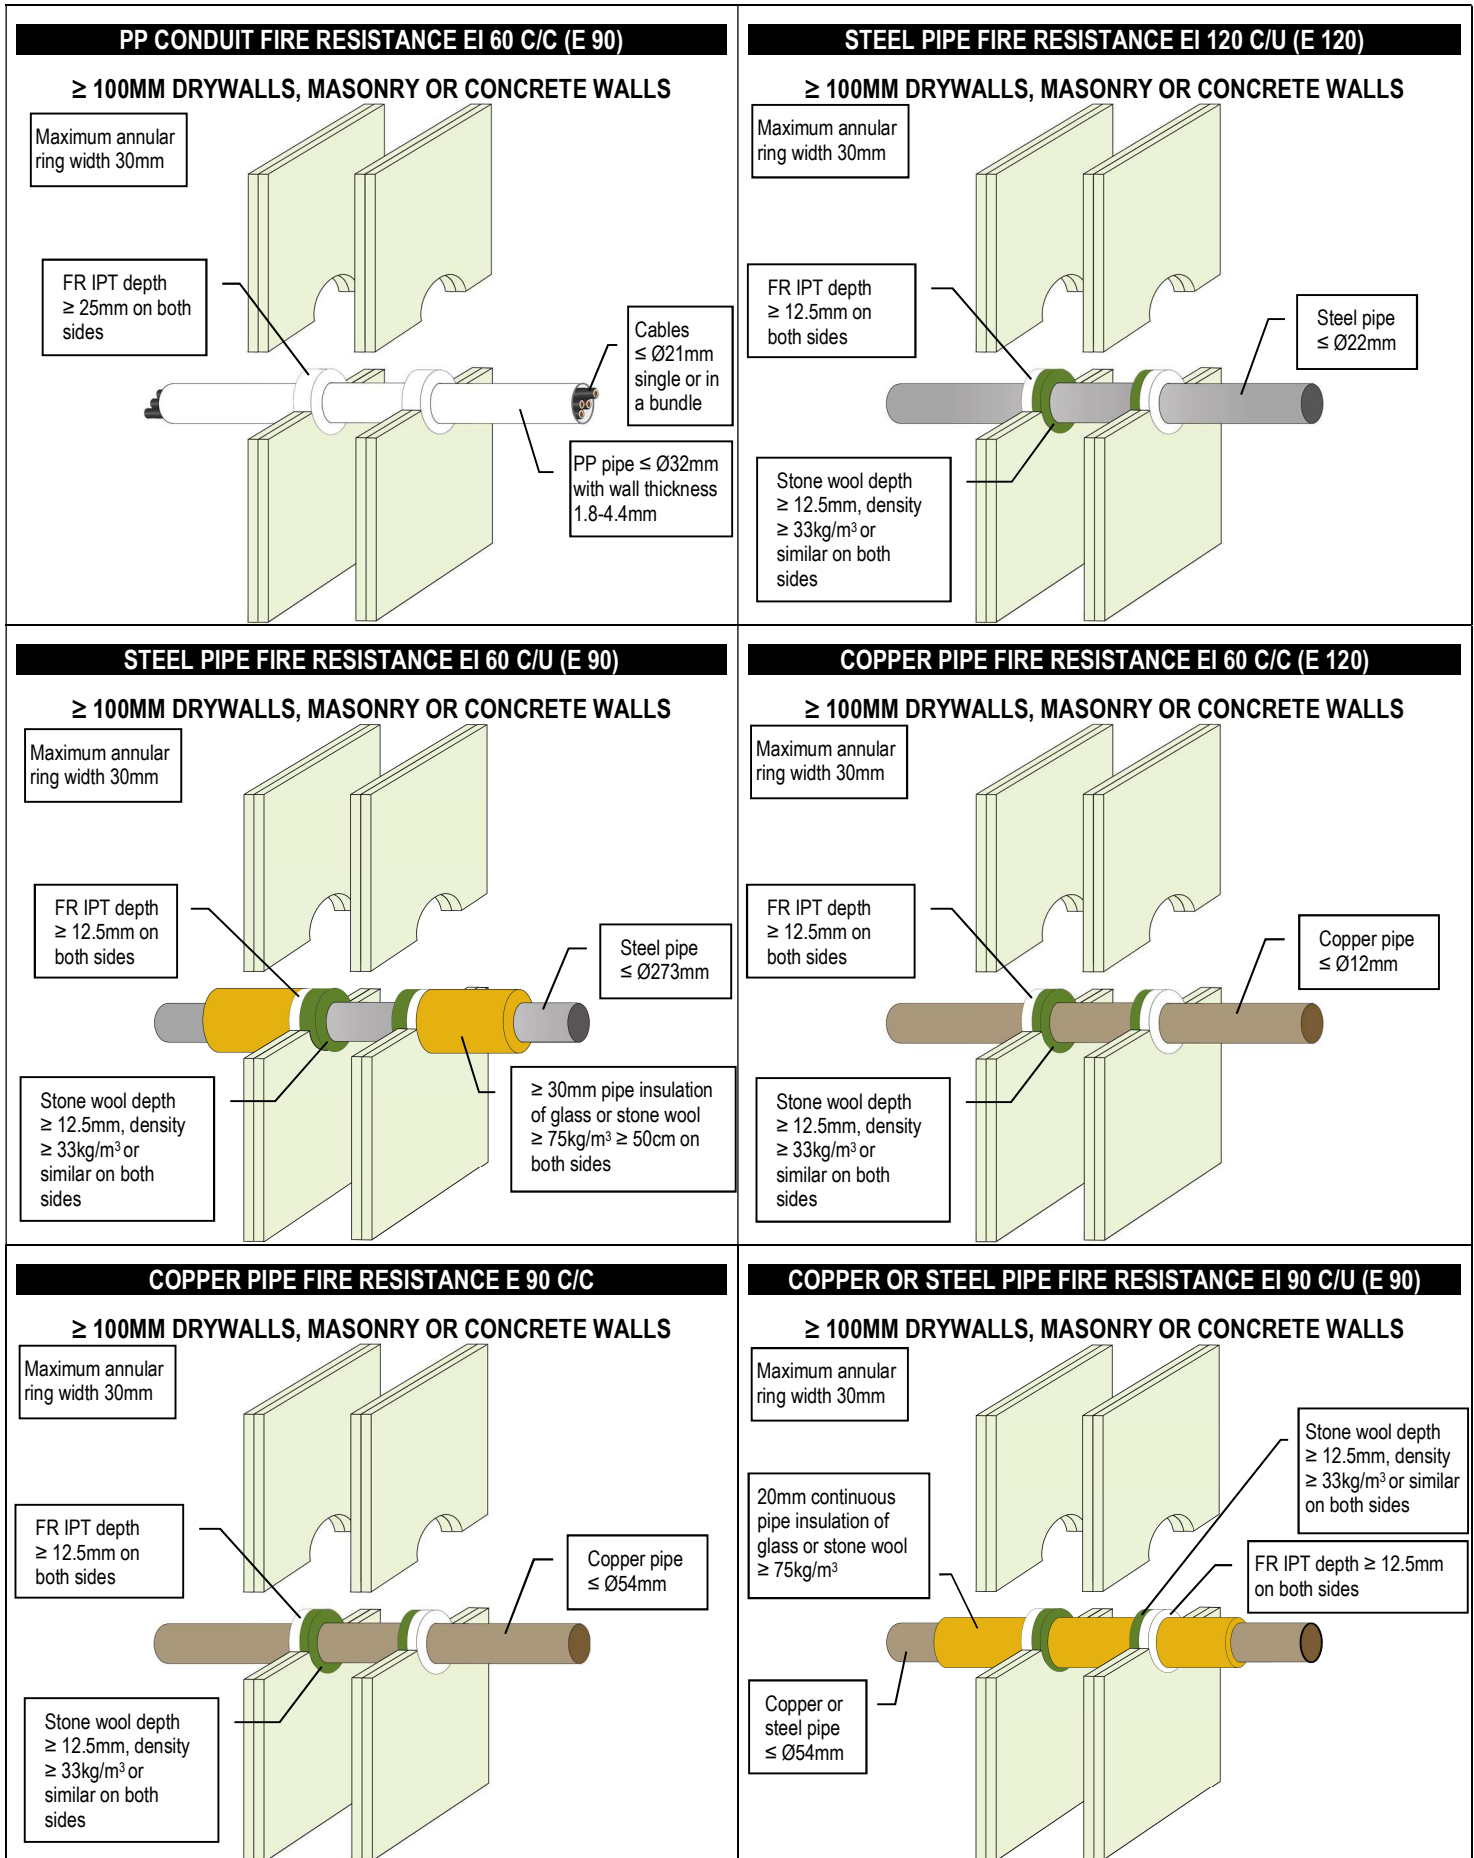 PP CONDUIT FIRE RESISTANCE EI 60 C/C (E 90)
≥ 100MM DRYWALLS, MASONRY OR CONCRETE WALLS
Maximum annular
ring width 30mm
FR IPT depth
≥ 25mm on both
sides
Cables
≤ Ø21mm
single or in
a bundle
PP pipe ≤ Ø32mm
with wall thickness
1.8-4.4mm
STEEL PIPE FIRE RESISTANCE EI 120 C/U (E 120)
≥ 100MM DRYWALLS, MASONRY OR CONCRETE WALLS
Maximum annular
ring width 30mm
FR IPT depth
≥ 12.5mm on
both sides
Steel pipe
≤ Ø22mm
Stone wool depth
≥ 12.5mm, density
≥ 33kg/m³ or
similar on both
sides
STEEL PIPE FIRE RESISTANCE EI 60 C/U (E 90)
≥ 100MM DRYWALLS, MASONRY OR CONCRETE WALLS
Maximum annular
ring width 30mm
FR IPT depth
≥ 12.5mm on
both sides
Steel pipe
≤ Ø273mm
Stone wool depth
≥ 12.5mm, density
≥ 33kg/m³ or
similar on both
sides
≥ 30mm pipe insulation
of glass or stone wool
≥ 75kg/m³ ≥ 50cm on
both sides
COPPER PIPE FIRE RESISTANCE EI 60 C/C (E 120)
≥ 100MM DRYWALLS, MASONRY OR CONCRETE WALLS
Maximum annular
ring width 30mm
FR IPT depth
≥ 12.5mm on
both sides
Copper pipe
≤ Ø12mm
Stone wool depth
≥ 12.5mm, density
≥ 33kg/m³ or
similar on both
sides
COPPER PIPE FIRE RESISTANCE E 90 C/C
≥ 100MM DRYWALLS, MASONRY OR CONCRETE WALLS
Maximum annular
ring width 30mm
FR IPT depth
≥ 12.5mm on
both sides
Copper pipe
≤ Ø54mm
Stone wool depth
≥ 12.5mm, density
≥ 33kg/m³ or
similar on both
sides
COPPER OR STEEL PIPE FIRE RESISTANCE EI 90 C/U (E 90)
≥ 100MM DRYWALLS, MASONRY OR CONCRETE WALLS
Maximum annular
ring width 30mm
Stone wool depth
≥ 12.5mm, density
≥ 33kg/m³ or similar
on both sides
20mm continuous
pipe insulation of
glass or stone wool
≥ 75kg/m³
FR IPT depth ≥ 12.5mm
on both sides
Copper or
steel pipe
≤ Ø54mm